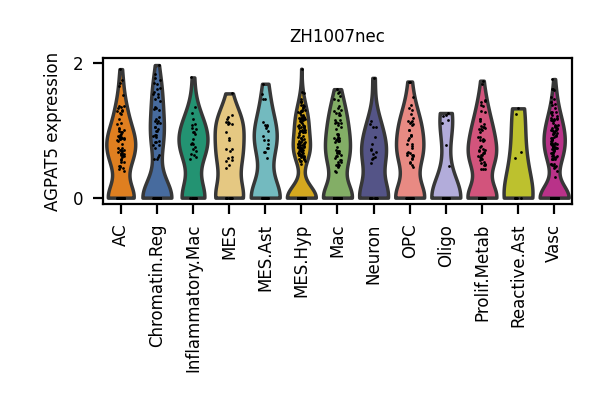 ZH1007nec
AGPAT5 expression
2
0
AC
Chromatin.Reg
Inflammatory.Mac
MES
MES.Ast
MES.Hyp
Mac
Neuron
OPC
Oligo
Prolif.Metab
Reactive.Ast
Vasc